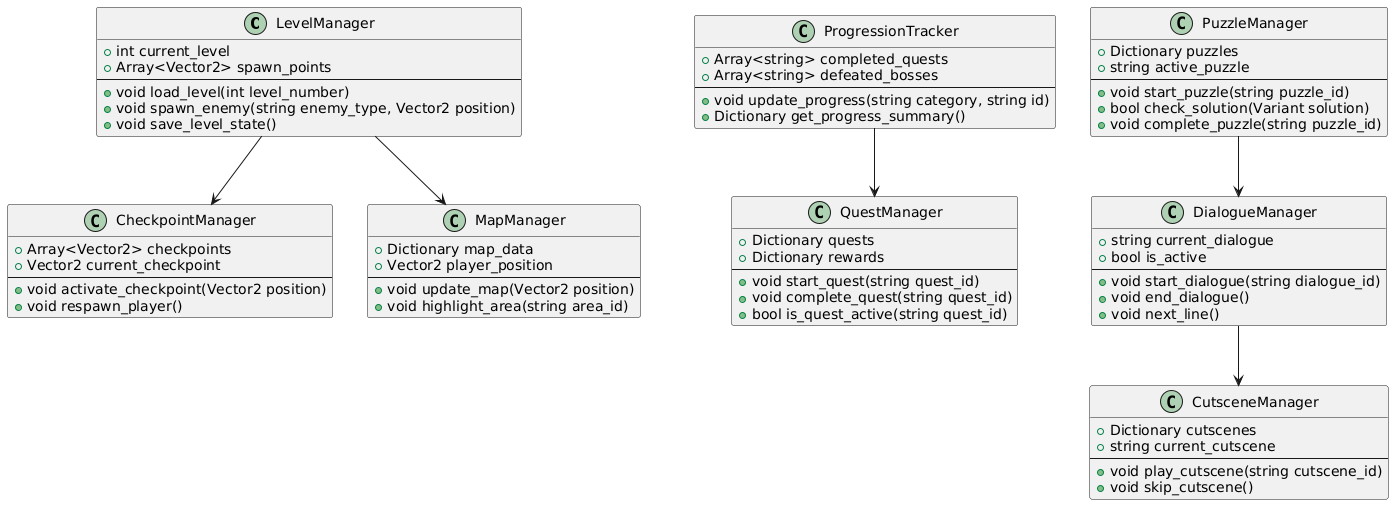 C LevelManager
int current_level
Array<Vector2> spawn_points
void load_level(int level_number)
void spawn_enemy(string enemy_type, Vector2 position)
void save_level_state()
C ProgressionTracker
Array<string> completed_quests
Array<string> defeated_bosses
void update_progress(string category, string id)
Dictionary get_progress_summary()
C PuzzleManager
Dictionary puzzles
string active_puzzle
void start_puzzle(string puzzle_id)
bool check_solution(Variant solution)
void complete_puzzle(string puzzle_id)
C CheckpointManager
Array<Vector2> checkpoints
Vector2 current_checkpoint
void activate_checkpoint(Vector2 position)
void respawn_player()
C MapManager
Dictionary map_data
Vector2 player_position
void update_map(Vector2 position)
void highlight_area(string area_id)
C QuestManager
Dictionary quests
Dictionary rewards
void start_quest(string quest_id)
void complete_quest(string quest_id)
bool is_quest_active(string quest_id)
C DialogueManager
string current_dialogue
bool is_active
void start_dialogue(string dialogue_id)
void end_dialogue()
void next_line()
C CutsceneManager
Dictionary cutscenes
string current_cutscene
void play_cutscene(string cutscene_id)
void skip_cutscene()